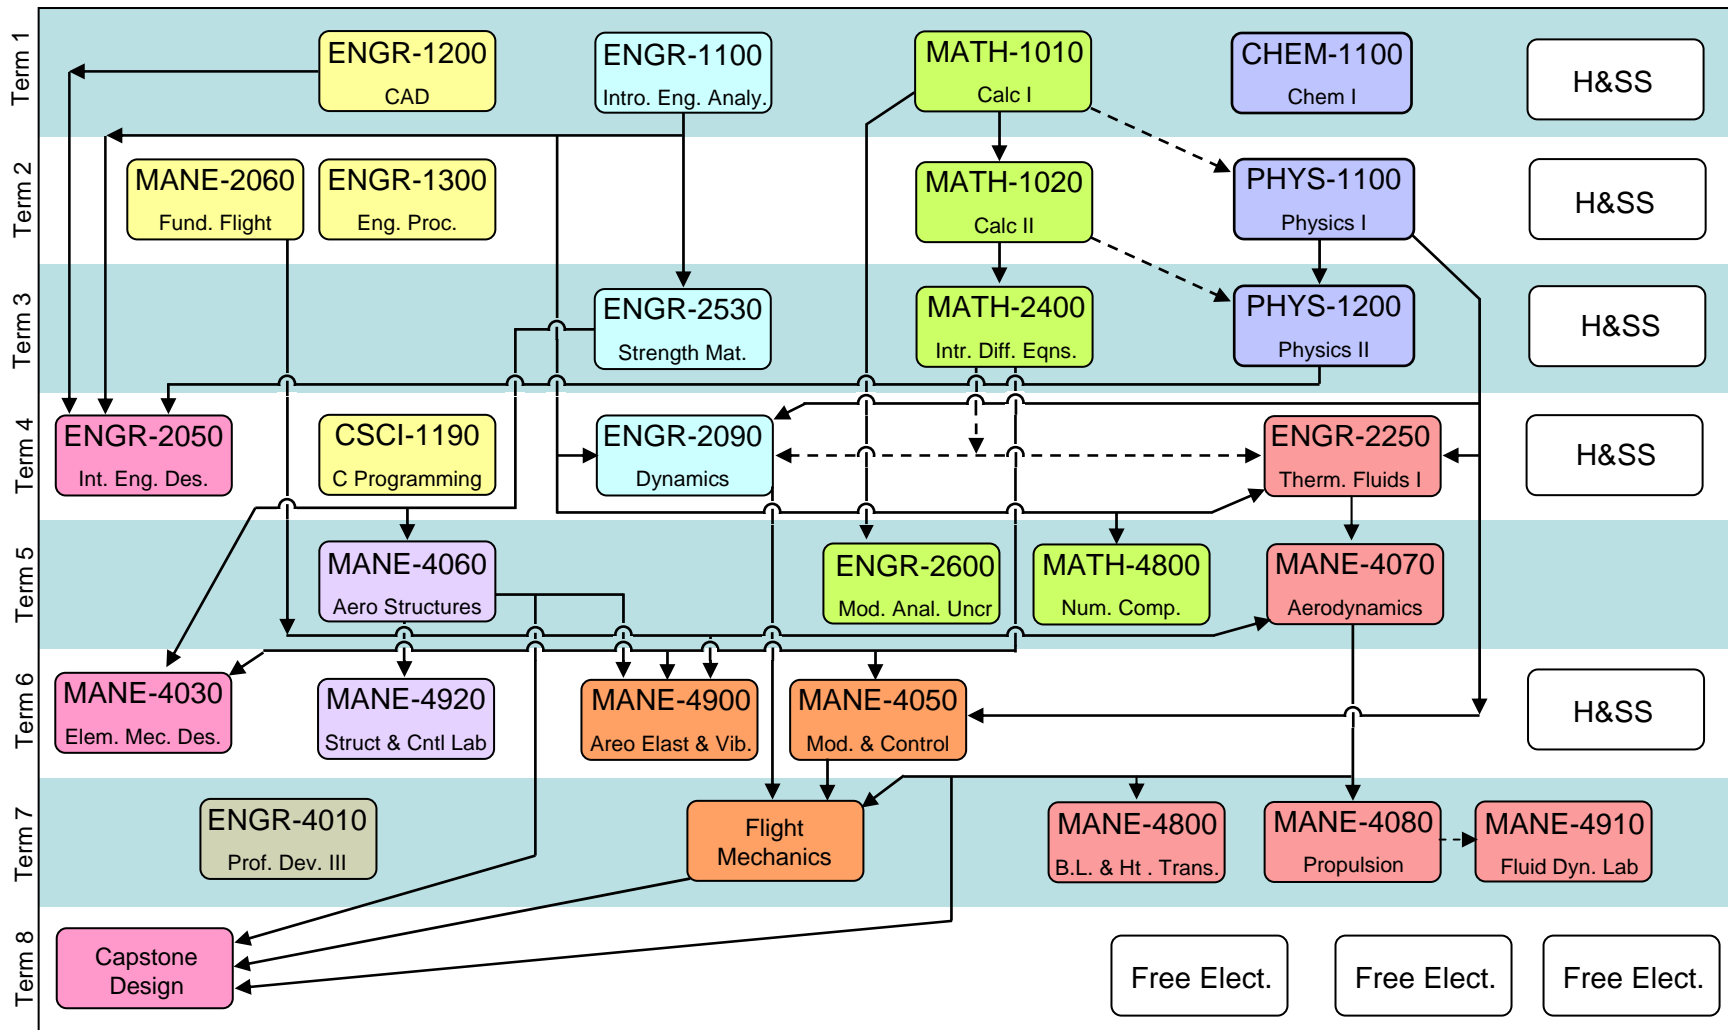 Term 1
ENGR-1200
CAD
ENGR-1100
Intro. Eng. Analy.
MATH-1010
Calc I
CHEM-1100
Chem I
H&SS
Term 2
MANE-2060
Fund. Flight
ENGR-1300
Eng. Proc.
MATH-1020
Calc II
PHYS-1100
Physics I
H&SS
Term 3
ENGR-2530
Strength Mat.
MATH-2400
Intr. Diff. Eqns.
PHYS-1200
Physics II
H&SS
Term 4
ENGR-2050
Int. Eng. Des.
CSCI-1190
C Programming
ENGR-2090
Dynamics
ENGR-2250
Therm. Fluids I
H&SS
Term 5
MANE-4060
Aero Structures
ENGR-2600
Mod. Anal. Uncr
MATH-4800
Num. Comp.
MANE-4070
Aerodynamics
Term 6
MANE-4030
Elem. Mec. Des.
MANE-4920
Struct & Cntl Lab
MANE-4900
Areo Elast & Vib.
MANE-4050
Mod. & Control
H&SS
Term 7
ENGR-4010
Prof. Dev. III
Flight
Mechanics
MANE-4800
B.L. & Ht . Trans.
MANE-4080
Propulsion
MANE-4910
Fluid Dyn. Lab
Term 8
Capstone
Design
Free Elect.
Free Elect.
Free Elect.